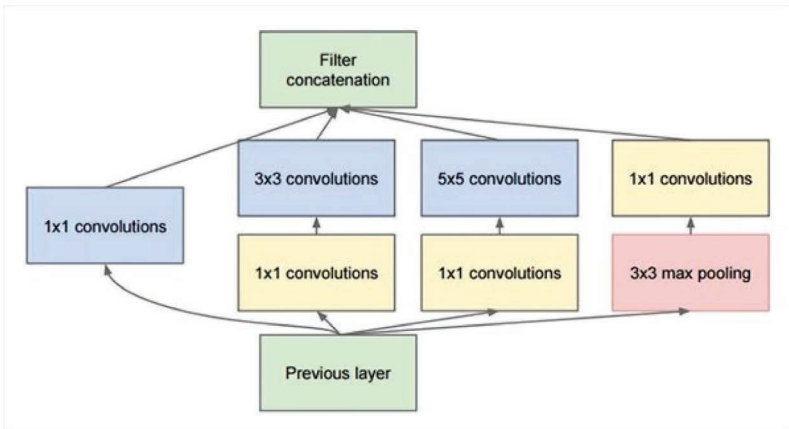 Filter
concatenation
3x3 convolutions
5x5 convolutions
1x1 convolutions
1x1 convolutions
1x1 convolutions
1x1 convolutions
3x3 max pooling
Previous layer